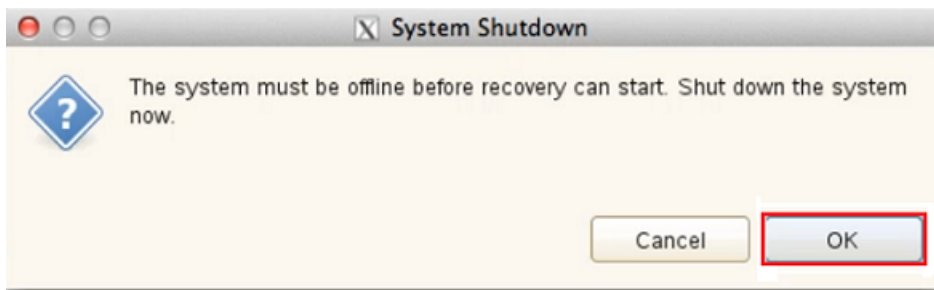 System Shutdown
The system must be offline before recovery can start. Shut down the system
now.
Cancel OK